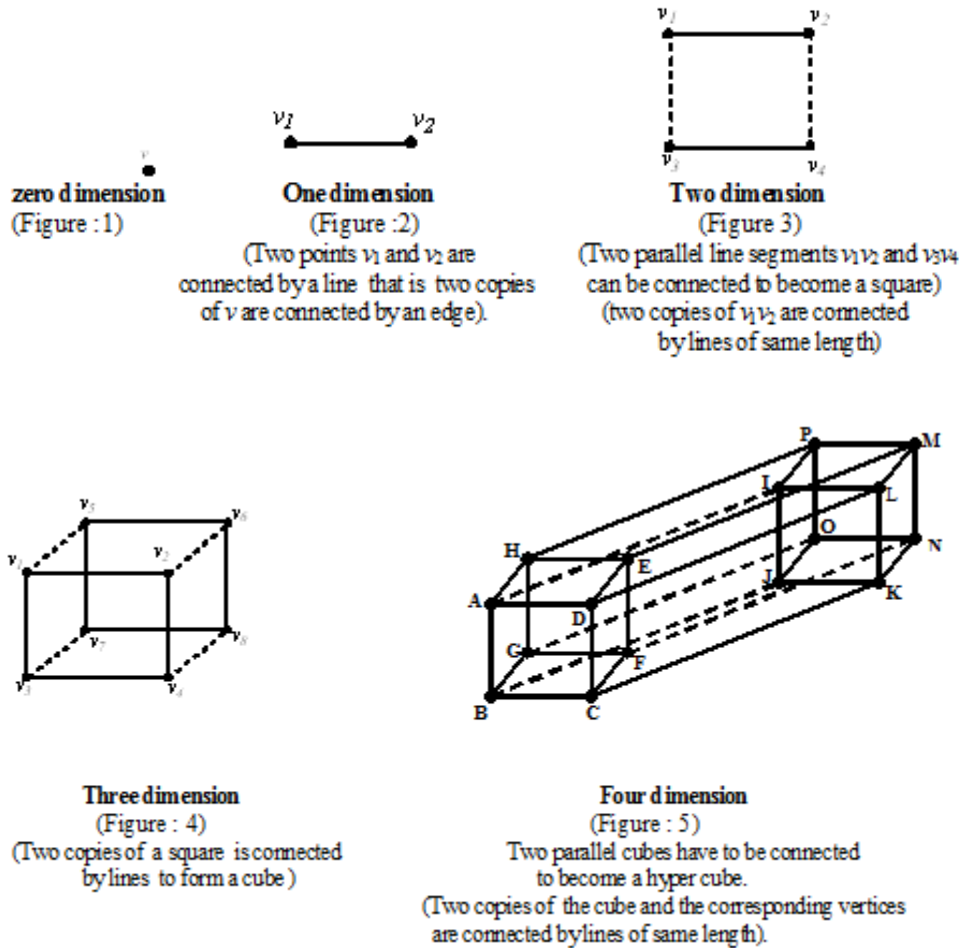 v
zero dimension
(Figure :1)
v1 v2
One dimension
(Figure :2)
(Two points v1 and v2 are
connected by a line that is two copies
of v are connected by an edge).
v1 v2
v3 v4
Two dimension
(Figure 3)
(Two parallel line segments v1v2 and v3v4
can be connected to become a square)
(two copies of v1v2 are connected
by lines of same length)
v5 v6
v1 v2
v7 v8
v3 v4
Three dimension
(Figure : 4)
(Two copies of a square is connected
by lines to form a cube )
P M
I L
O N
H E
J K
A D
G F
B C
Four dimension
(Figure : 5)
Two parallel cubes have to be connected
to become a hyper cube.
(Two copies of the cube and the corresponding vertices
are connected by lines of same length).